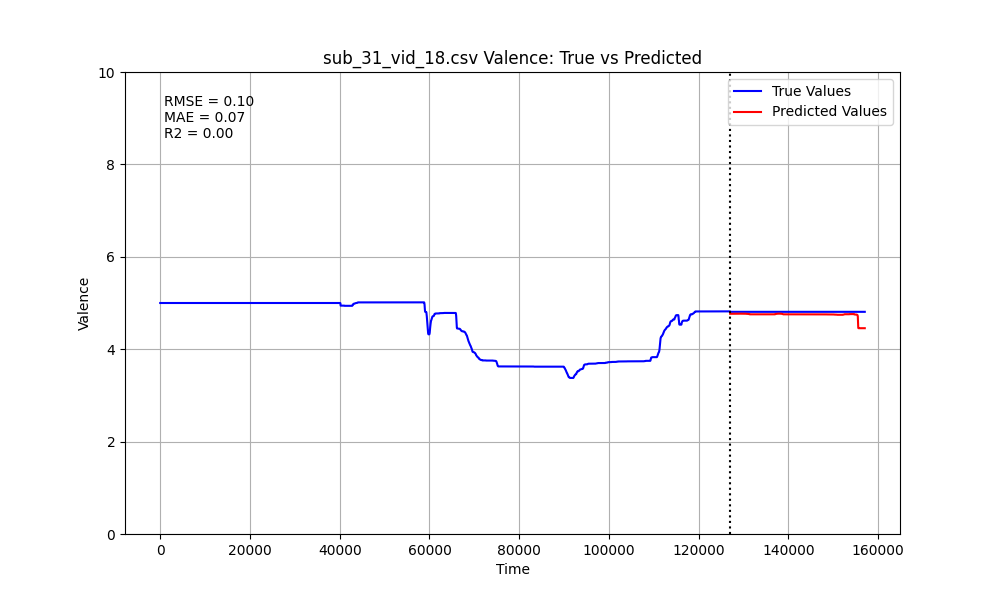 sub_31_vid_18.csv Valence: True vs Predicted
10
8
6
4
2
0
Valence
RMSE = 0.10
MAE = 0.07
R2 = 0.00
True Values
Predicted Values
0 20000 40000 60000 80000 100000 120000 140000 160000
Time